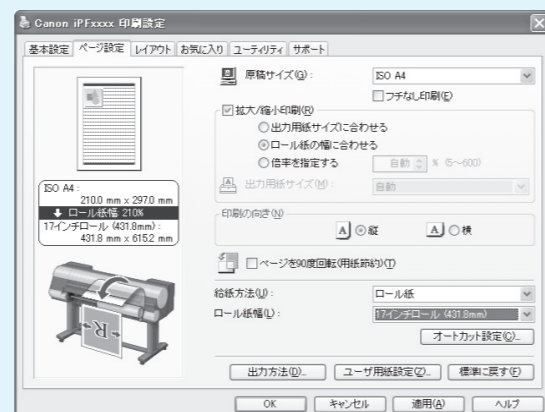 Canon iPFxxxx 印刷設定
基本設定 ページ設定 レイアウト お気に入り ユーティリティ サポート
原稿サイズ(G): ISO A4
フチなし印刷(E)
拡大/縮小印刷(R)
出力用紙サイズに合わせる
ロール紙の幅に合わせる
倍率を指定する 自動 % (5~600)
出力用紙サイズ(M): 自動
ISO A4 :
210.0 mm x 297.0 mm
ロール紙幅 210%
17インチロール (431.8mm) :
431.8 mm x 615.2 mm
印刷の向き(N)
A 縦 A 横
ページを90度回転(用紙節約)(T)
給紙方法(U): ロール紙
ロール紙幅(L): 17インチロール (431.8mm)
オートカット設定(C)...
R
出力方法(D)... ユーザ用紙設定(Z)... 標準に戻す(F)
OK キャンセル 適用(A) ヘルプ